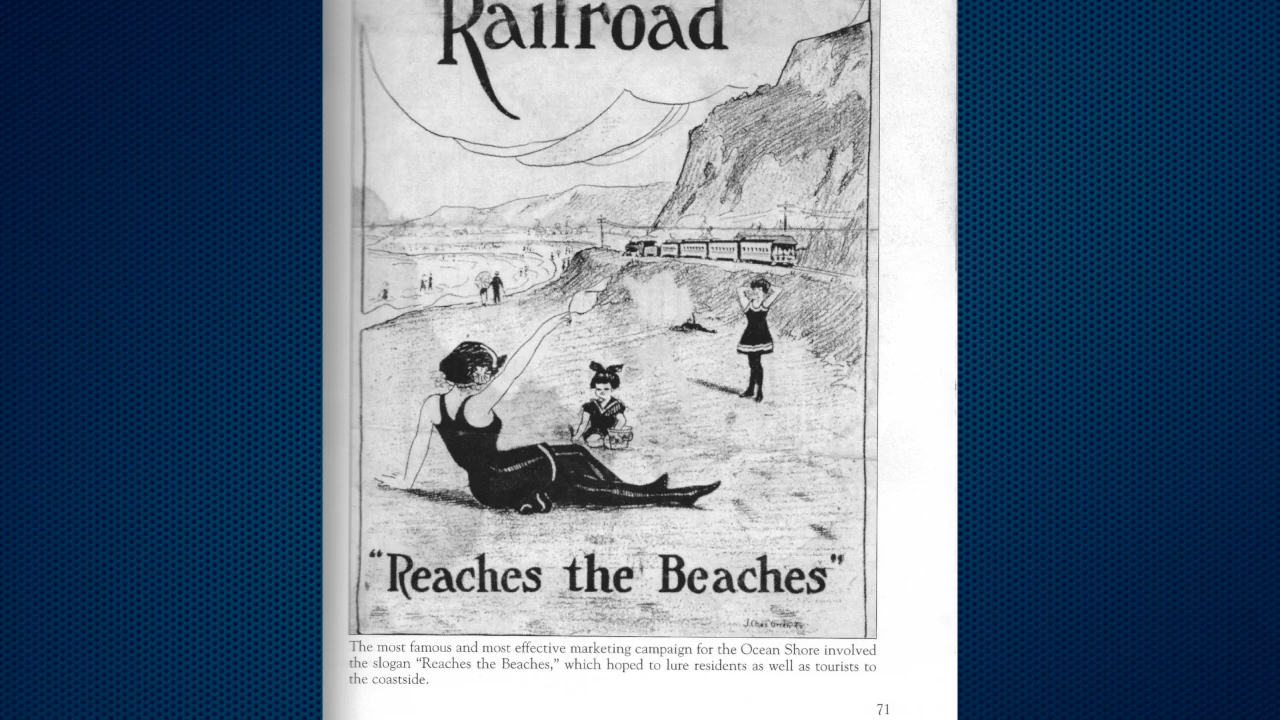 Railroad
"Reaches the Beaches"
The most famous and most effective marketing campaign for the Ocean Shore involved
the slogan "Reaches the Beaches," which hoped to lure residents as well as tourists to
the coastside.
71